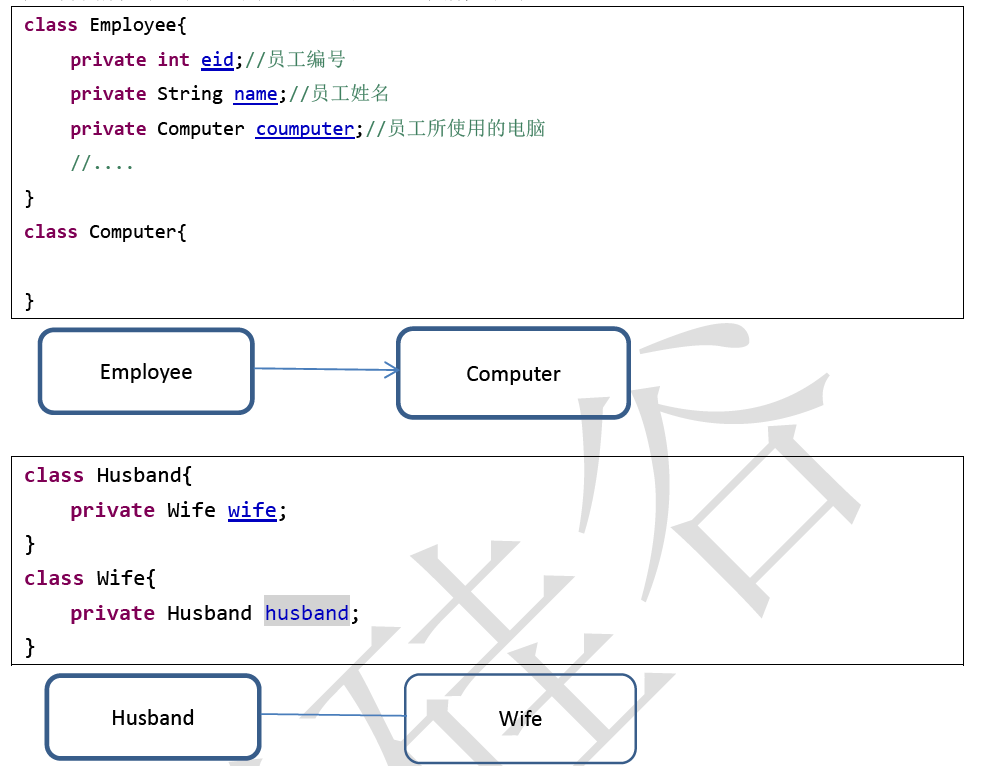 class Employee{
private int eid;//员工编号
private String name;//员工姓名
private Computer coumputer;//员工所使用的电脑
//....
}
class Computer{
}
Employee
Computer
class Husband{
private Wife wife;
}
class Wife{
private Husband husband;
}
Husband
Wife
硅谷